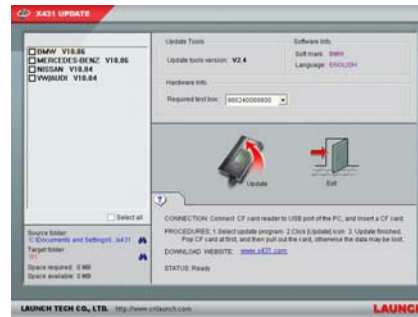 X431 UPDATE
BMW V18.06
MERCEDES-BENZ V18.06
NISSAN V18.04
VW/AUDI V18.04
Select all
Source folder:
C:\Documents and Settings\...\x431
Target folder:
Space required: 0 MB
Space available: 0 MB
Update Tools
Update tools version: V2.4
Software Info.
Soft mark: BMW
Language: ENGLISH
Hardware Info.
Required test box:
Update
Exit
CONNECTION: Connect CF card reader to USB port of the PC, and insert a CF card.
PROCEDURES: 1.Select update program 2.Click [Update] icon 3. Update finished.
Pop CF card at first, and then pull out the card, otherwise the data may be lost.
DOWNLOAD WEBSITE: www.x431.com
STATUS: Ready
LAUNCH TECH CO., LTD. http://www.cnlaunch.com
LAUNC